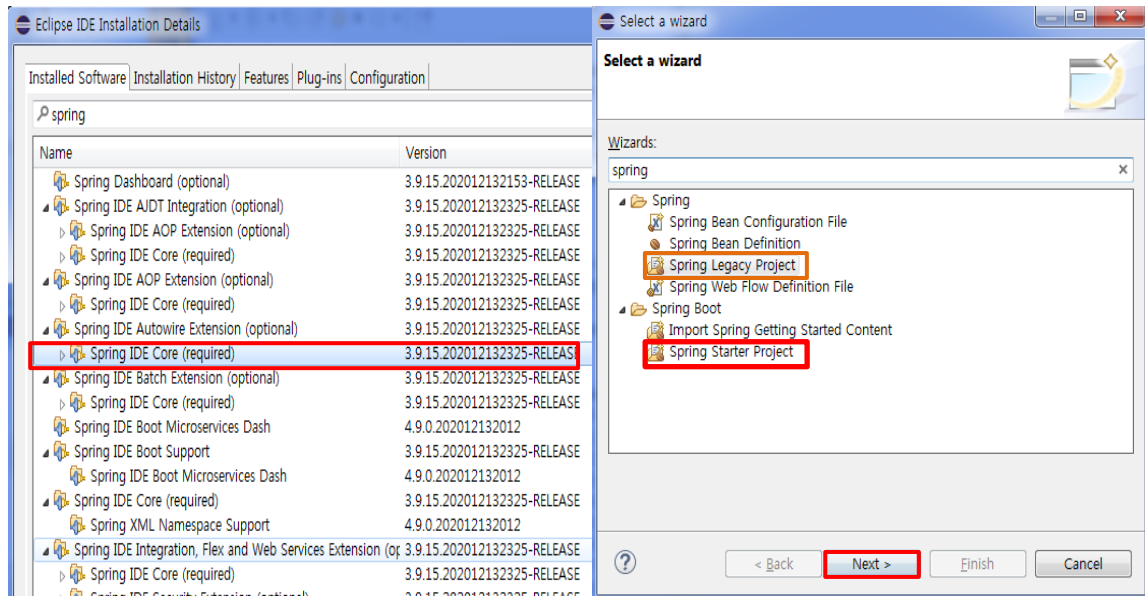 Eclipse IDE Installation Details
Installed Software Installation History Features Plug-ins Configuration
spring
Name Version
Spring Dashboard (optional) 3.9.15.202012132153-RELEASE
Spring IDE AJDT Integration (optional) 3.9.15.202012132325-RELEASE
Spring IDE AOP Extension (optional) 3.9.15.202012132325-RELEASE
Spring IDE Core (required) 3.9.15.202012132325-RELEASE
Spring IDE AOP Extension (optional) 3.9.15.202012132325-RELEASE
Spring IDE Core (required) 3.9.15.202012132325-RELEASE
Spring IDE Autowire Extension (optional) 3.9.15.202012132325-RELEASE
Spring IDE Core (required) 3.9.15.202012132325-RELEASE
Spring IDE Batch Extension (optional) 3.9.15.202012132325-RELEASE
Spring IDE Core (required) 3.9.15.202012132325-RELEASE
Spring IDE Boot Microservices Dash 4.9.0.202012132012
Spring IDE Boot Support 3.9.15.202012132325-RELEASE
Spring IDE Boot Microservices Dash 4.9.0.202012132012
Spring IDE Core (required) 3.9.15.202012132325-RELEASE
Spring XML Namespace Support 4.9.0.202012132012
Spring IDE Integration, Flex and Web Services Extension (op 3.9.15.202012132325-RELEASE
Spring IDE Core (required) 3.9.15.202012132325-RELEASE
Spring IDE Security Extension (optional) 3.9.15.202012132325-RELEASE
Select a wizard
Select a wizard
Wizards:
spring
Spring
Spring Bean Configuration File
Spring Bean Definition
Spring Legacy Project
Spring Web Flow Definition File
Spring Boot
Import Spring Getting Started Content
Spring Starter Project
< Back Next > Finish Cancel